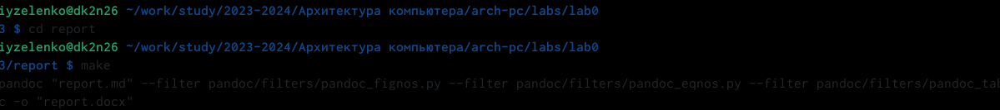 iyzelenko@dk2n26 ~/work/study/2023-2024/Архитектура компьютера/arch-pc/labs/lab0
3 $ cd report
iyzelenko@dk2n26 ~/work/study/2023-2024/Архитектура компьютера/arch-pc/labs/lab0
3/report $ make
pandoc "report.md" --filter pandoc/filters/pandoc_fignos.py --filter pandoc/filters/pandoc_eqnos.py --filter pandoc/filters/pandoc_tab
c -o "report.docx"